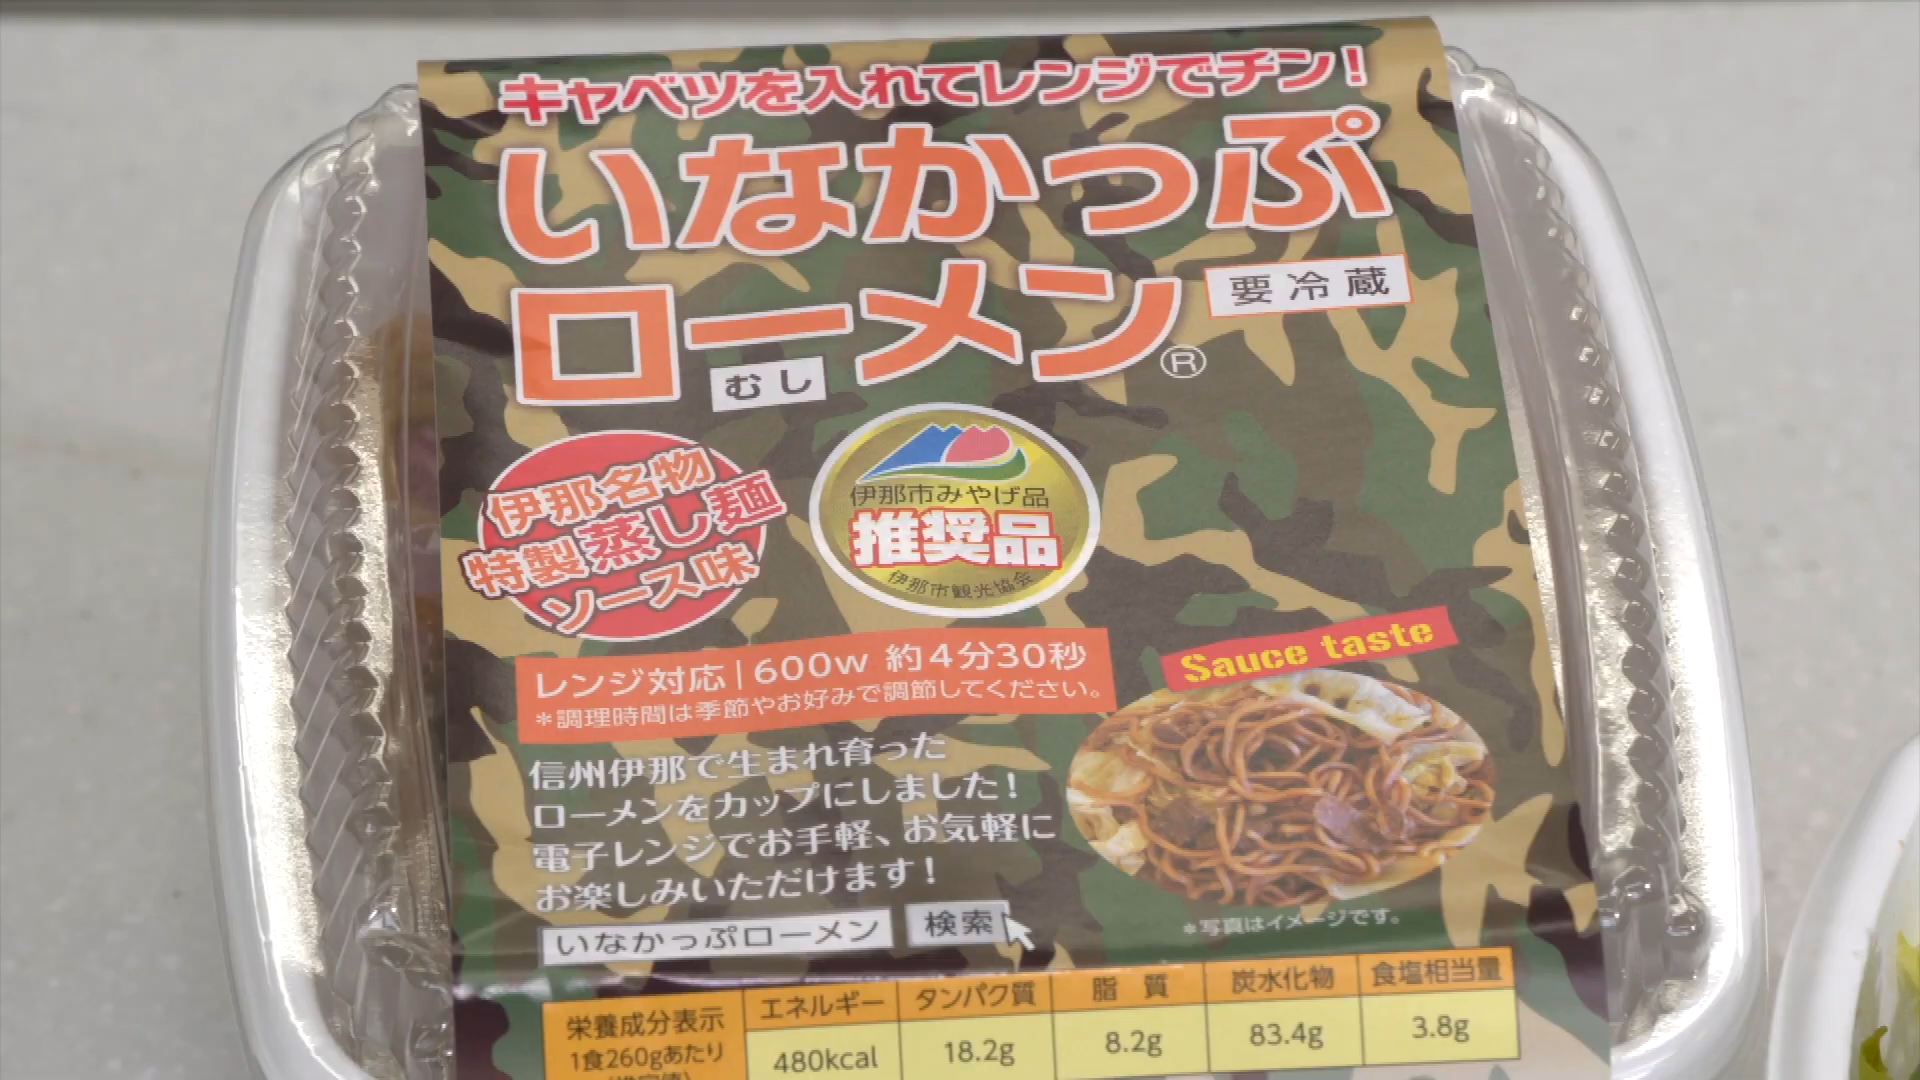 キャベツを入れてレンジでチン!
いなかっぷ
ローメン®
むし
要冷蔵
伊那名物
特製蒸し麺
ソース味
伊那市みやげ品
推奨品
伊那市観光協会
レンジ対応|600w 約4分30秒
*調理時間は季節やお好みで調節してください。
Sauce taste
信州伊那で生まれ育った
ローメンをカップにしました!
電子レンジでお手軽、お気軽に
お楽しみいただけます!
いなかっぷローメン 検索
*写真はイメージです。
栄養成分表示
1食260gあたり
エネルギー タンパク質 脂 質 炭水化物 食塩相当量
480kcal 18.2g 8.2g 83.4g 3.8g